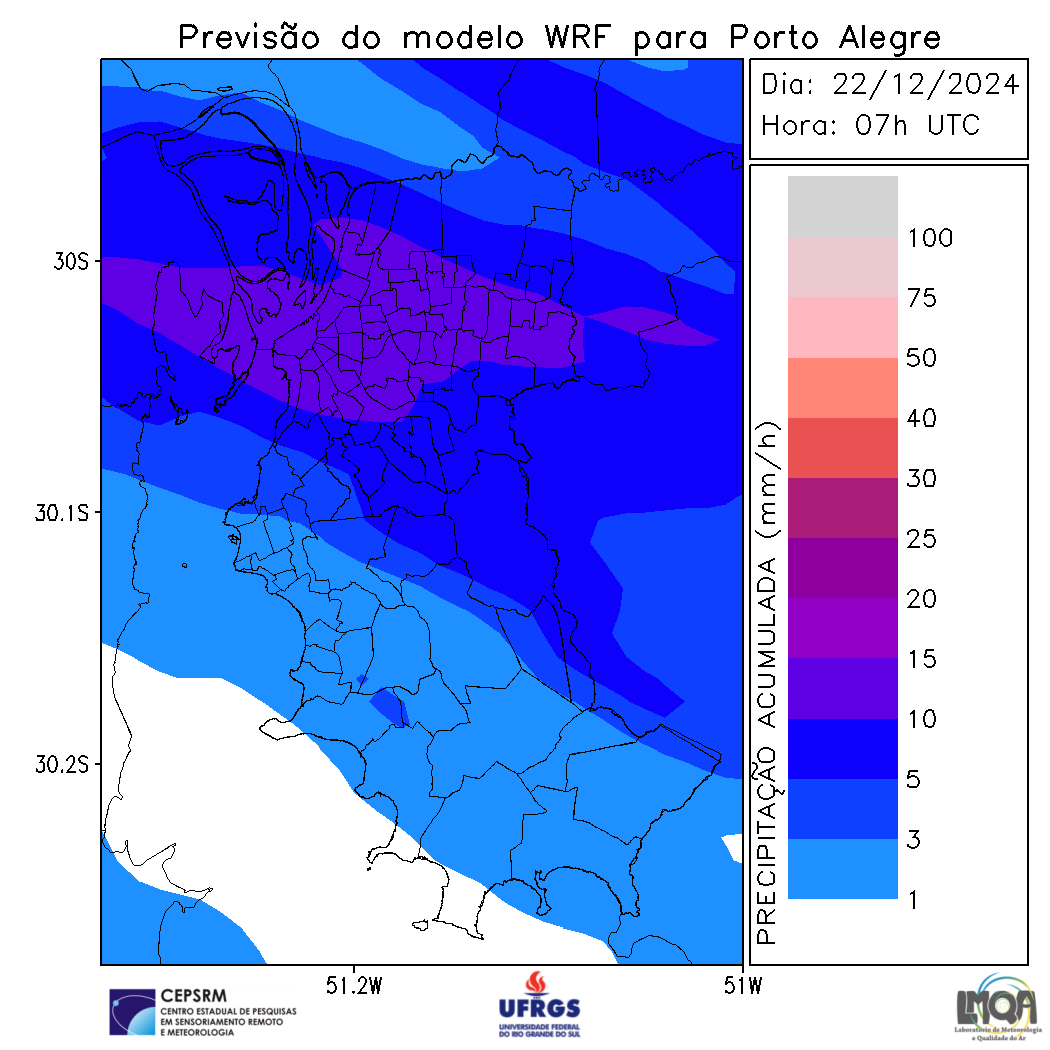 Previsão do modelo WRF para Porto Alegre
Dia: 22/12/2024
Hora: 07h UTC
30S
30.1S
30.2S
51.2W
51W
PRECIPITAÇÃO ACUMULADA (mm/h)
100
75
50
40
30
25
20
15
10
5
3
1
CEPSRM
CENTRO ESTADUAL DE PESQUISAS
EM SENSORIAMENTO REMOTO
E METEOROLOGIA
UFRGS
UNIVERSIDADE FEDERAL
DO RIO GRANDE DO SUL
LMQA
Laboratório de Meteorologia
e Qualidade do Ar